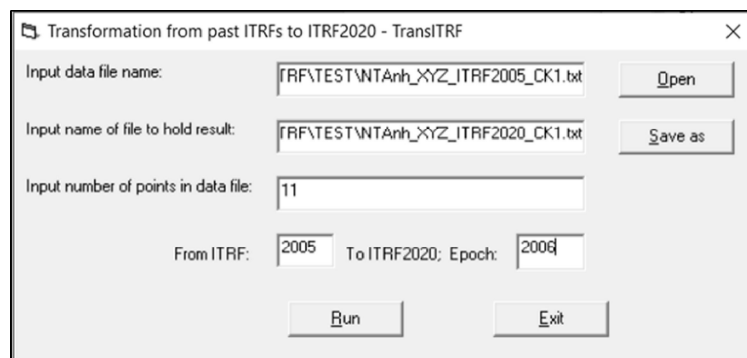 Transformation from past ITRFs to ITRF2020 - TransITRF
Input data file name: TRF\TEST\NTAnh_XYZ_ITRF2005_CK1.txt Open
Input name of file to hold result: TRF\TEST\NTAnh_XYZ_ITRF2020_CK1.txt Save as
Input number of points in data file: 11
From ITRF: 2005 To ITRF2020; Epoch: 2006
Run Exit